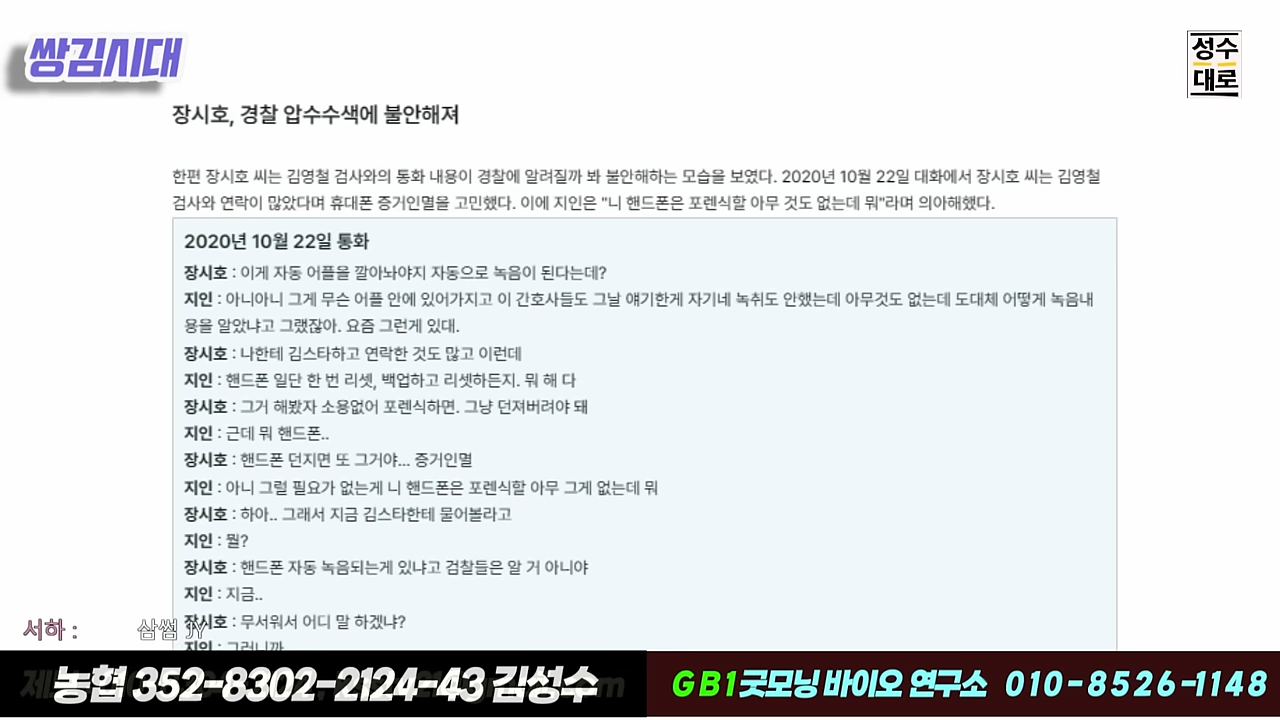 쌍김시대
성수
대로
장시호, 경찰 압수수색에 불안해져
한편 장시호 씨는 김영철 검사와의 통화 내용이 경찰에 알려질까 봐 불안해하는 모습을 보였다. 2020년 10월 22일 대화에서 장시호 씨는 김영철
검사와 연락이 많았다며 휴대폰 증거인멸을 고민했다. 이에 지인은 "니 핸드폰은 포렌식할 아무 것도 없는데 뭐"라며 의아해했다.
2020년 10월 22일 통화
장시호 : 이게 자동 어플을 깔아놔야지 자동으로 녹음이 된다는데?
지인 : 아니아니 그게 무슨 어플 안에 있어가지고 이 간호사들도 그날 얘기한게 자기네 녹취도 안했는데 아무것도 없는데 도대체 어떻게 녹음내
용을 알았냐고 그랬잖아. 요즘 그런게 있대.
장시호 : 나한테 김스타하고 연락한 것도 많고 이런데
지인 : 핸드폰 일단 한 번 리셋, 백업하고 리셋하든지. 뭐 해 다
장시호 : 그거 해봤자 소용없어 포렌식하면. 그냥 던져버려야 돼
지인 : 근데 뭐 핸드폰..
장시호 : 핸드폰 던지면 또 그거야... 증거인멸
지인 : 아니 그럴 필요가 없는게 니 핸드폰은 포렌식할 아무 그게 없는데 뭐
장시호 : 하아.. 그래서 지금 김스타한테 물어볼라고
지인 : 뭘?
장시호 : 핸드폰 자동 녹음되는게 있냐고 검찰들은 알 거 아니야
지인 : 지금..
장시호 : 무서워서 어디 말 하겠냐?
지인 : 그러니까
서하 : 삼썸 JY
농협 352-8302-2124-43 김성수
GB1굿모닝 바이오 연구소 010-8526-1148